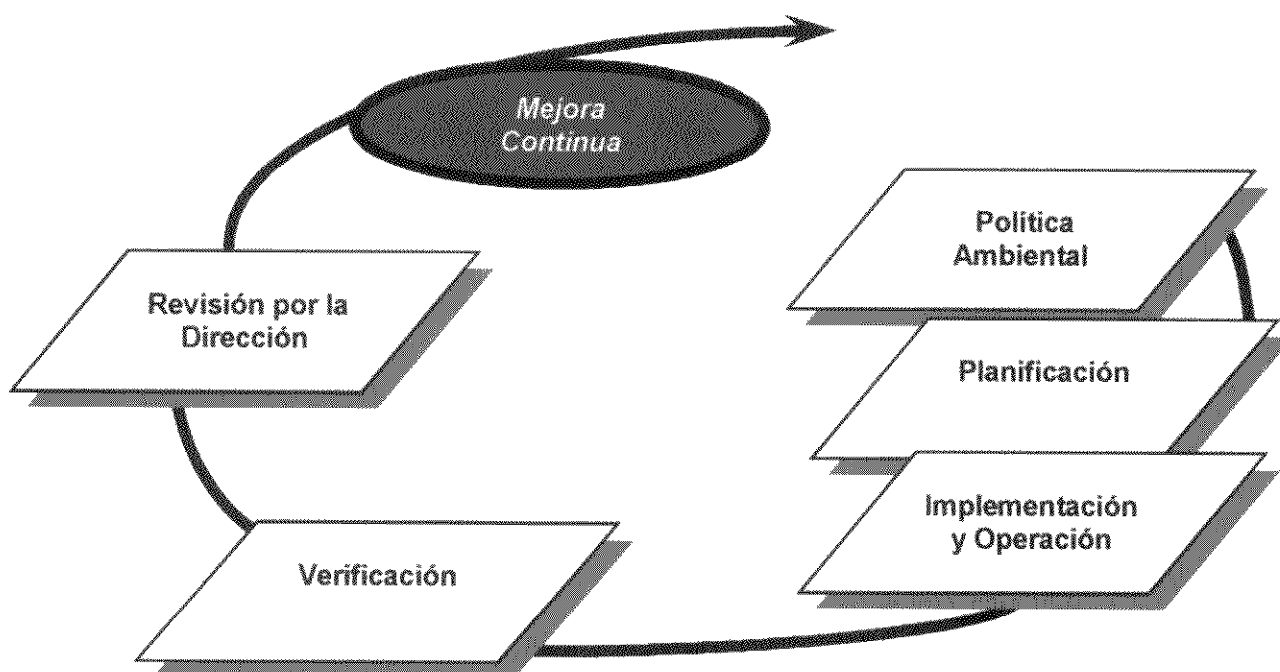 Mejora
Continua
Política
Ambiental
Revisión por la
Dirección
Planificación
Implementación
y Operación
Verificación